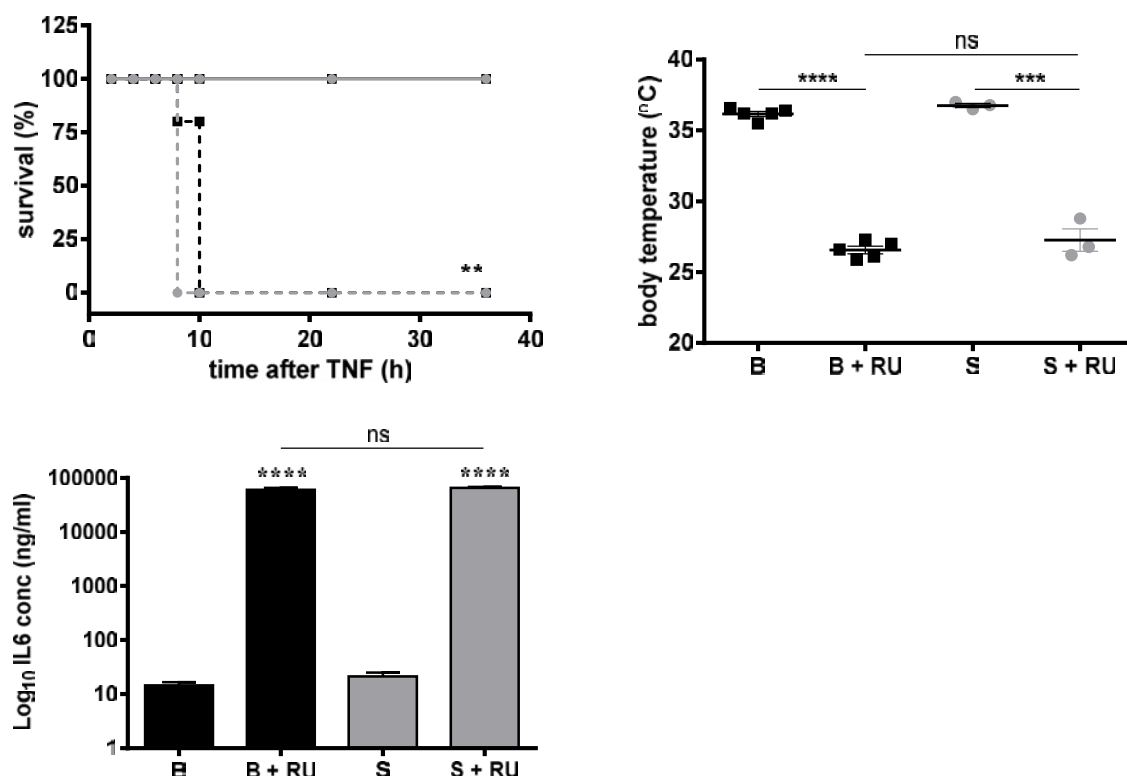 125
100
75
50
25
0
survival (%)
**
0 10 20 30 40
time after TNF (h)
40
35
30
25
20
body temperature (ºC)
ns
**** ***
B B + RU S S + RU
ns
**** ****
100000
10000
1000
100
10
1
Log10 IL6 conc (ng/ml)
B B + RU S S + RU